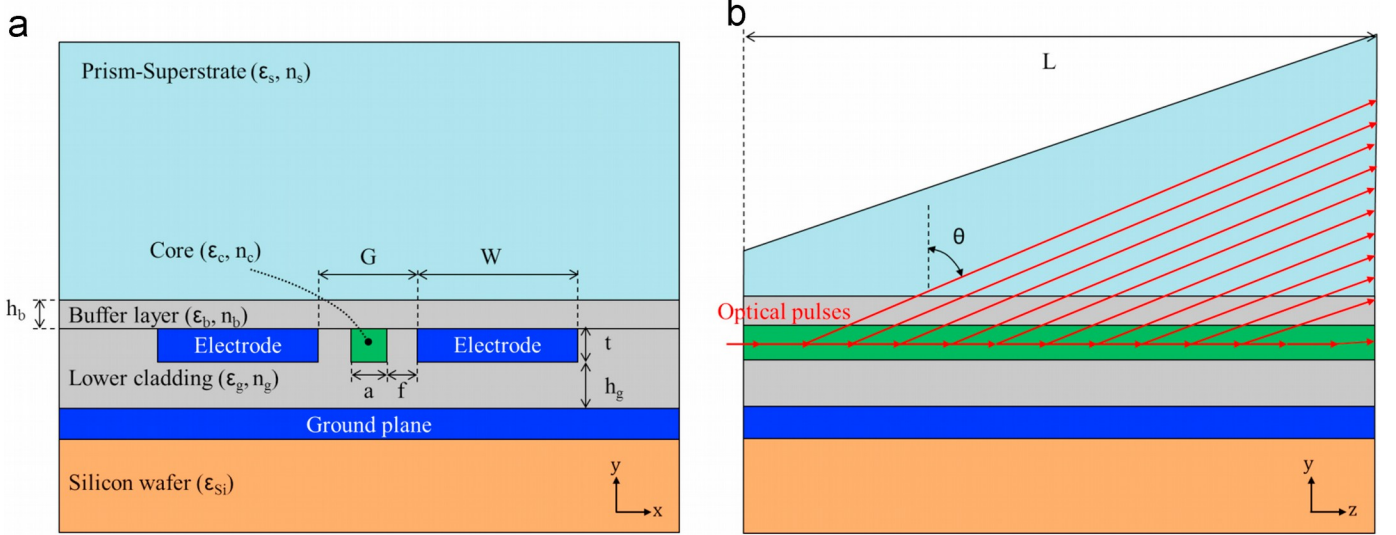 a
Prism-Superstrate (εs, ns)
Core (εc, nc)
G
W
hb
Buffer layer (εb, nb)
Electrode
Electrode
t
Lower cladding (εg, ng)
a
f
hg
Ground plane
Silicon wafer (εSi)
y
x
b
L
θ
Optical pulses
y
z